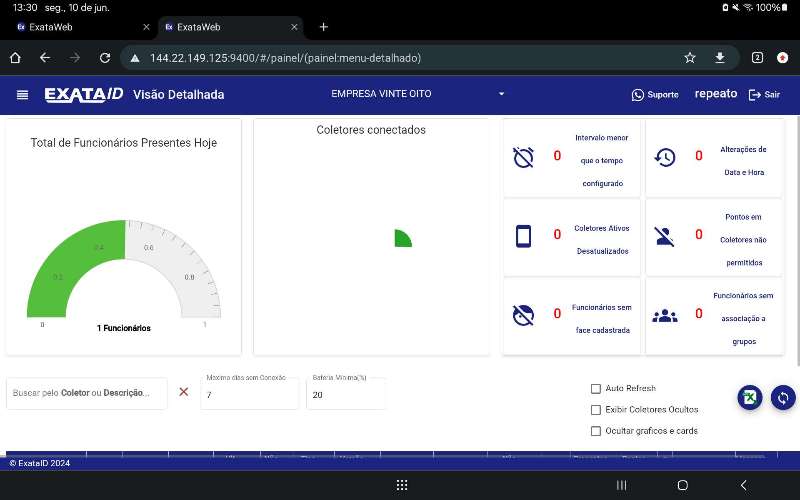 13:30 seg., 10 de jun.
100%
ExataWeb
ExataWeb
144.22.149.125:9400/#/painel/(painel:menu-detalhado)
2
EXATAID
Visão Detalhada
EMPRESA VINTE OITO
Suporte
repeato
Sair
Total de Funcionários Presentes Hoje
0
0.2
0.4
0.6
0.8
1
1 Funcionários
Coletores conectados
0
Intervelo menor
que o tempo
configurado
0
Alterações de
Data e Hora
0
Coletores Ativos
Desatualizados
0
Pontos em
Coletores não
permitidos
0
Funcionários sem
face cadastrada
0
Funcionários sem
associação a
grupos
Buscar pelo Coletor ou Descrição...
Máximo dias sem Conexão
7
Bateria Mínima(%)
20
Auto Refresh
Exibir Coletores Ocultos
Ocultar graficos e cards
© ExataID 2024